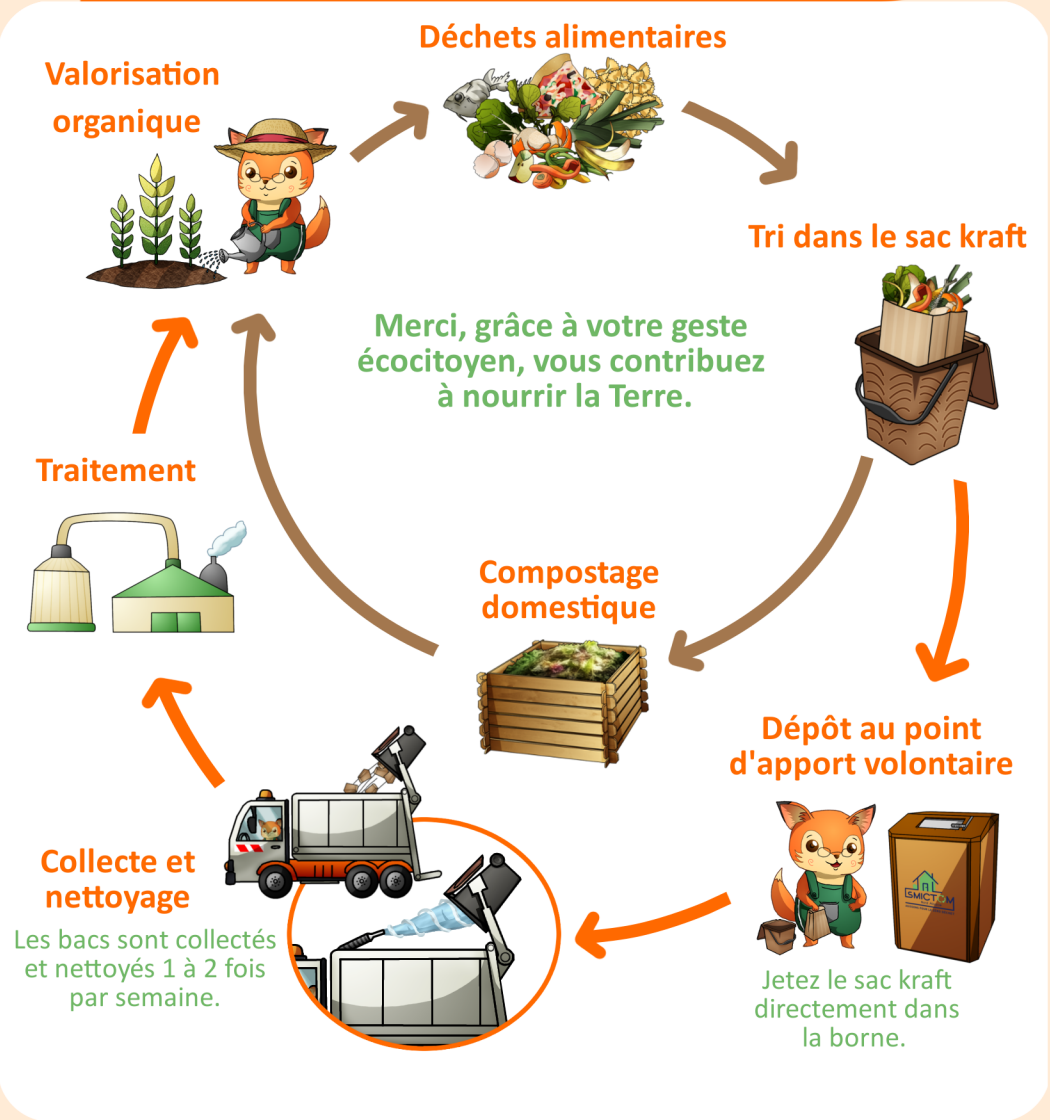 Déchets alimentaires
Valorisation
organique
Tri dans le sac kraft
Merci, grâce à votre geste
écocitoyen, vous contribuez
à nourrir la Terre.
Traitement
Compostage
domestique
Dépôt au point
d'apport volontaire
SMICTOM
Jetez le sac kraft
directement dans
la borne.
Collecte et
nettoyage
Les bacs sont collectés
et nettoyés 1 à 2 fois
par semaine.